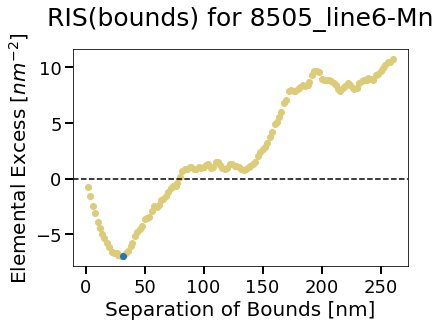 RIS(bounds) for 8505_line6-Mn
Elemental Excess [$nm^{-2}$]
10
5
0
−5
0 50 100 150 200 250
Separation of Bounds [nm]